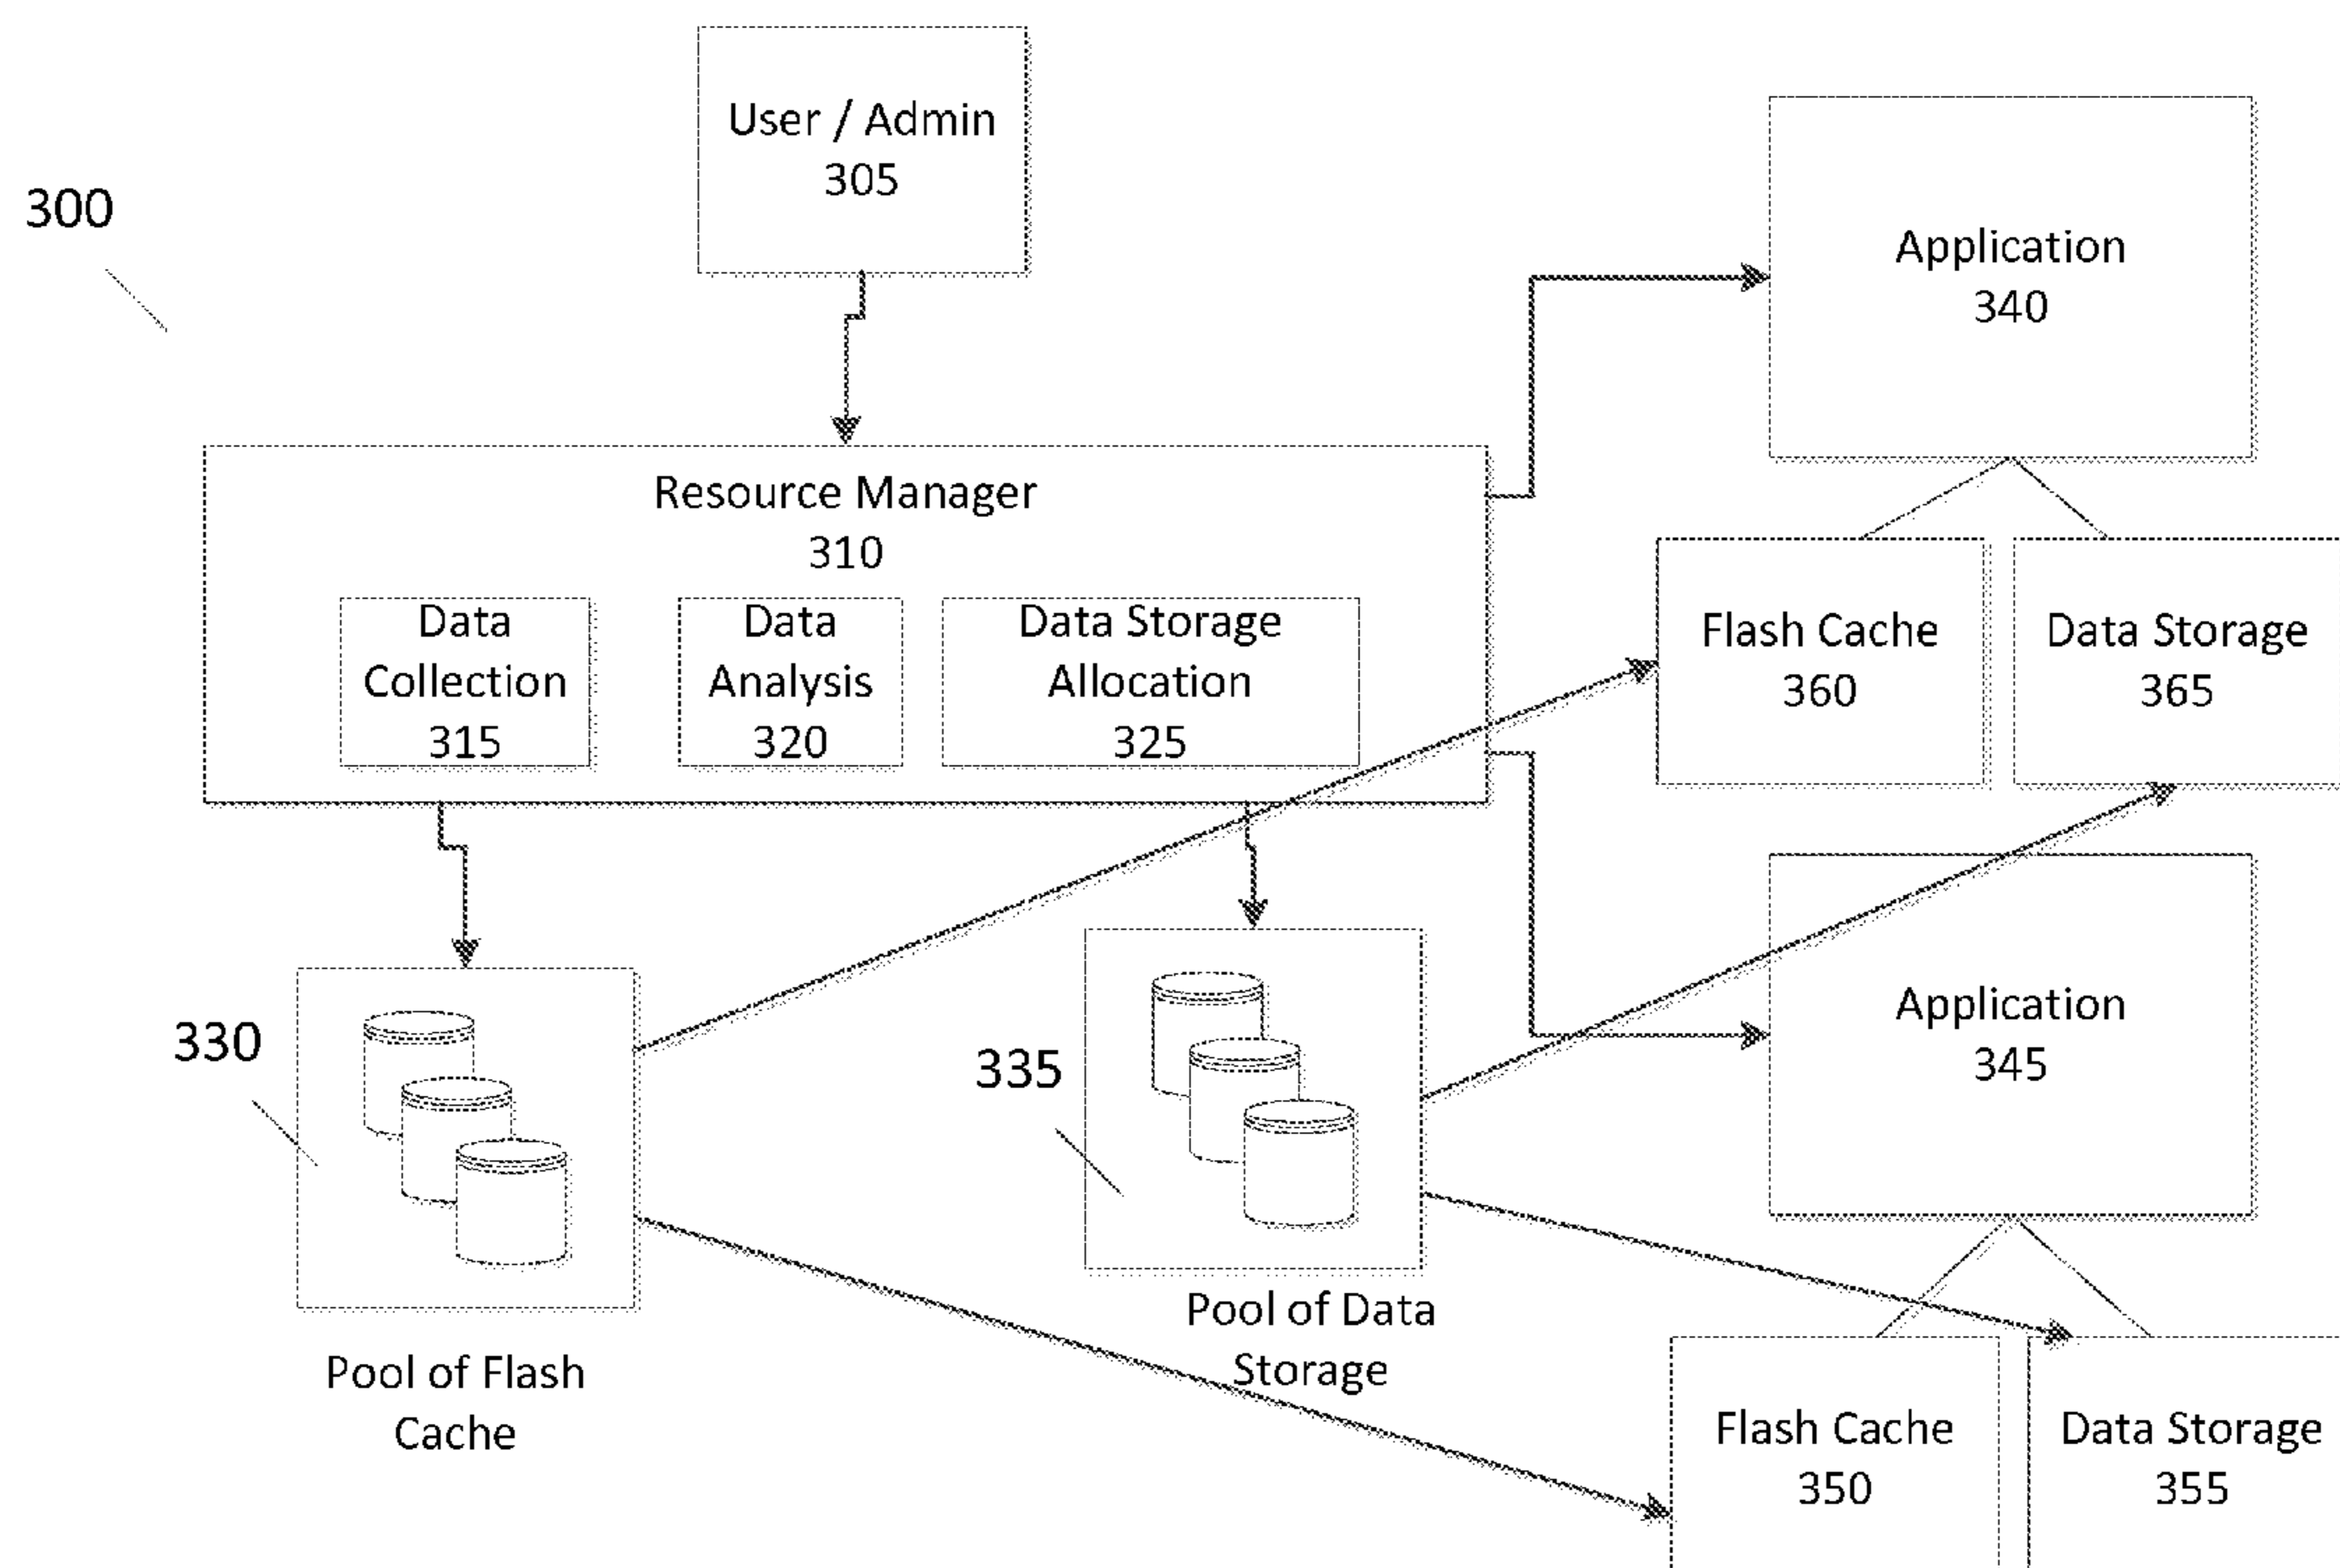 User / Admin
305
300
Application
340
Resource Manager
310
Data
Collection
315
Data
Analysis
320
Data Storage
Allocation
325
Flash Cache
360
Data Storage
365
330
335
Application
345
Pool of Flash
Cache
Pool of Data
Storage
Flash Cache
350
Data Storage
355